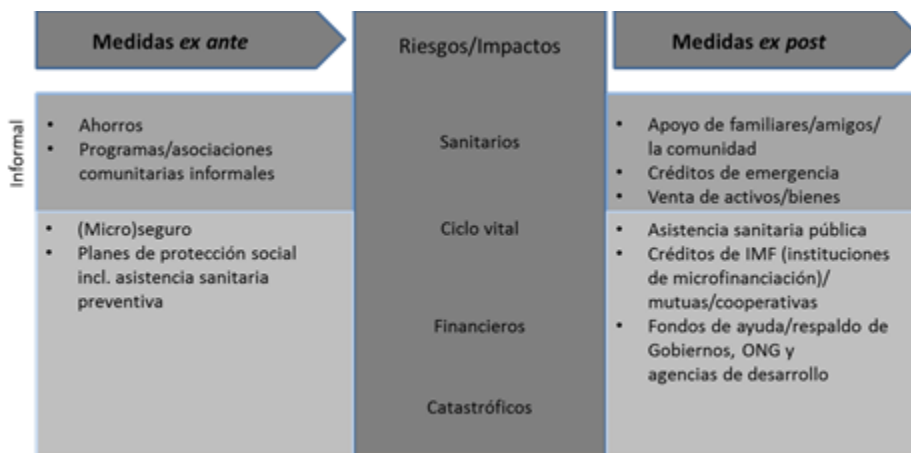 Medidas ex ante
Riesgos/Impactos
Medidas ex post
Informal
• Ahorros
• Programas/asociaciones
comunitarias informales
Sanitarios
• Apoyo de familiares/amigos/
la comunidad
• Créditos de emergencia
• Venta de activos/bienes
• (Micro)seguro
• Planes de protección social
incl. asistencia sanitaria
preventiva
Ciclo vital
Financieros
Catastróficos
• Asistencia sanitaria pública
• Créditos de IMF (instituciones
de microfinanciación)/
mutuas/cooperativas
• Fondos de ayuda/respaldo de
Gobiernos, ONG y
agencias de desarrollo